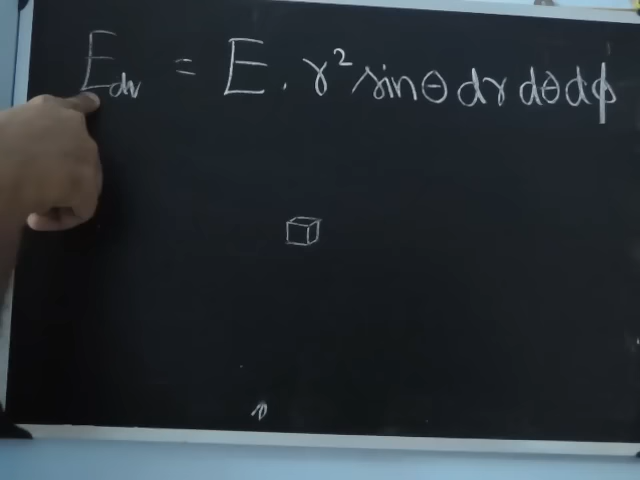 E_dv = E . r² sinθ dr dθ dϕ